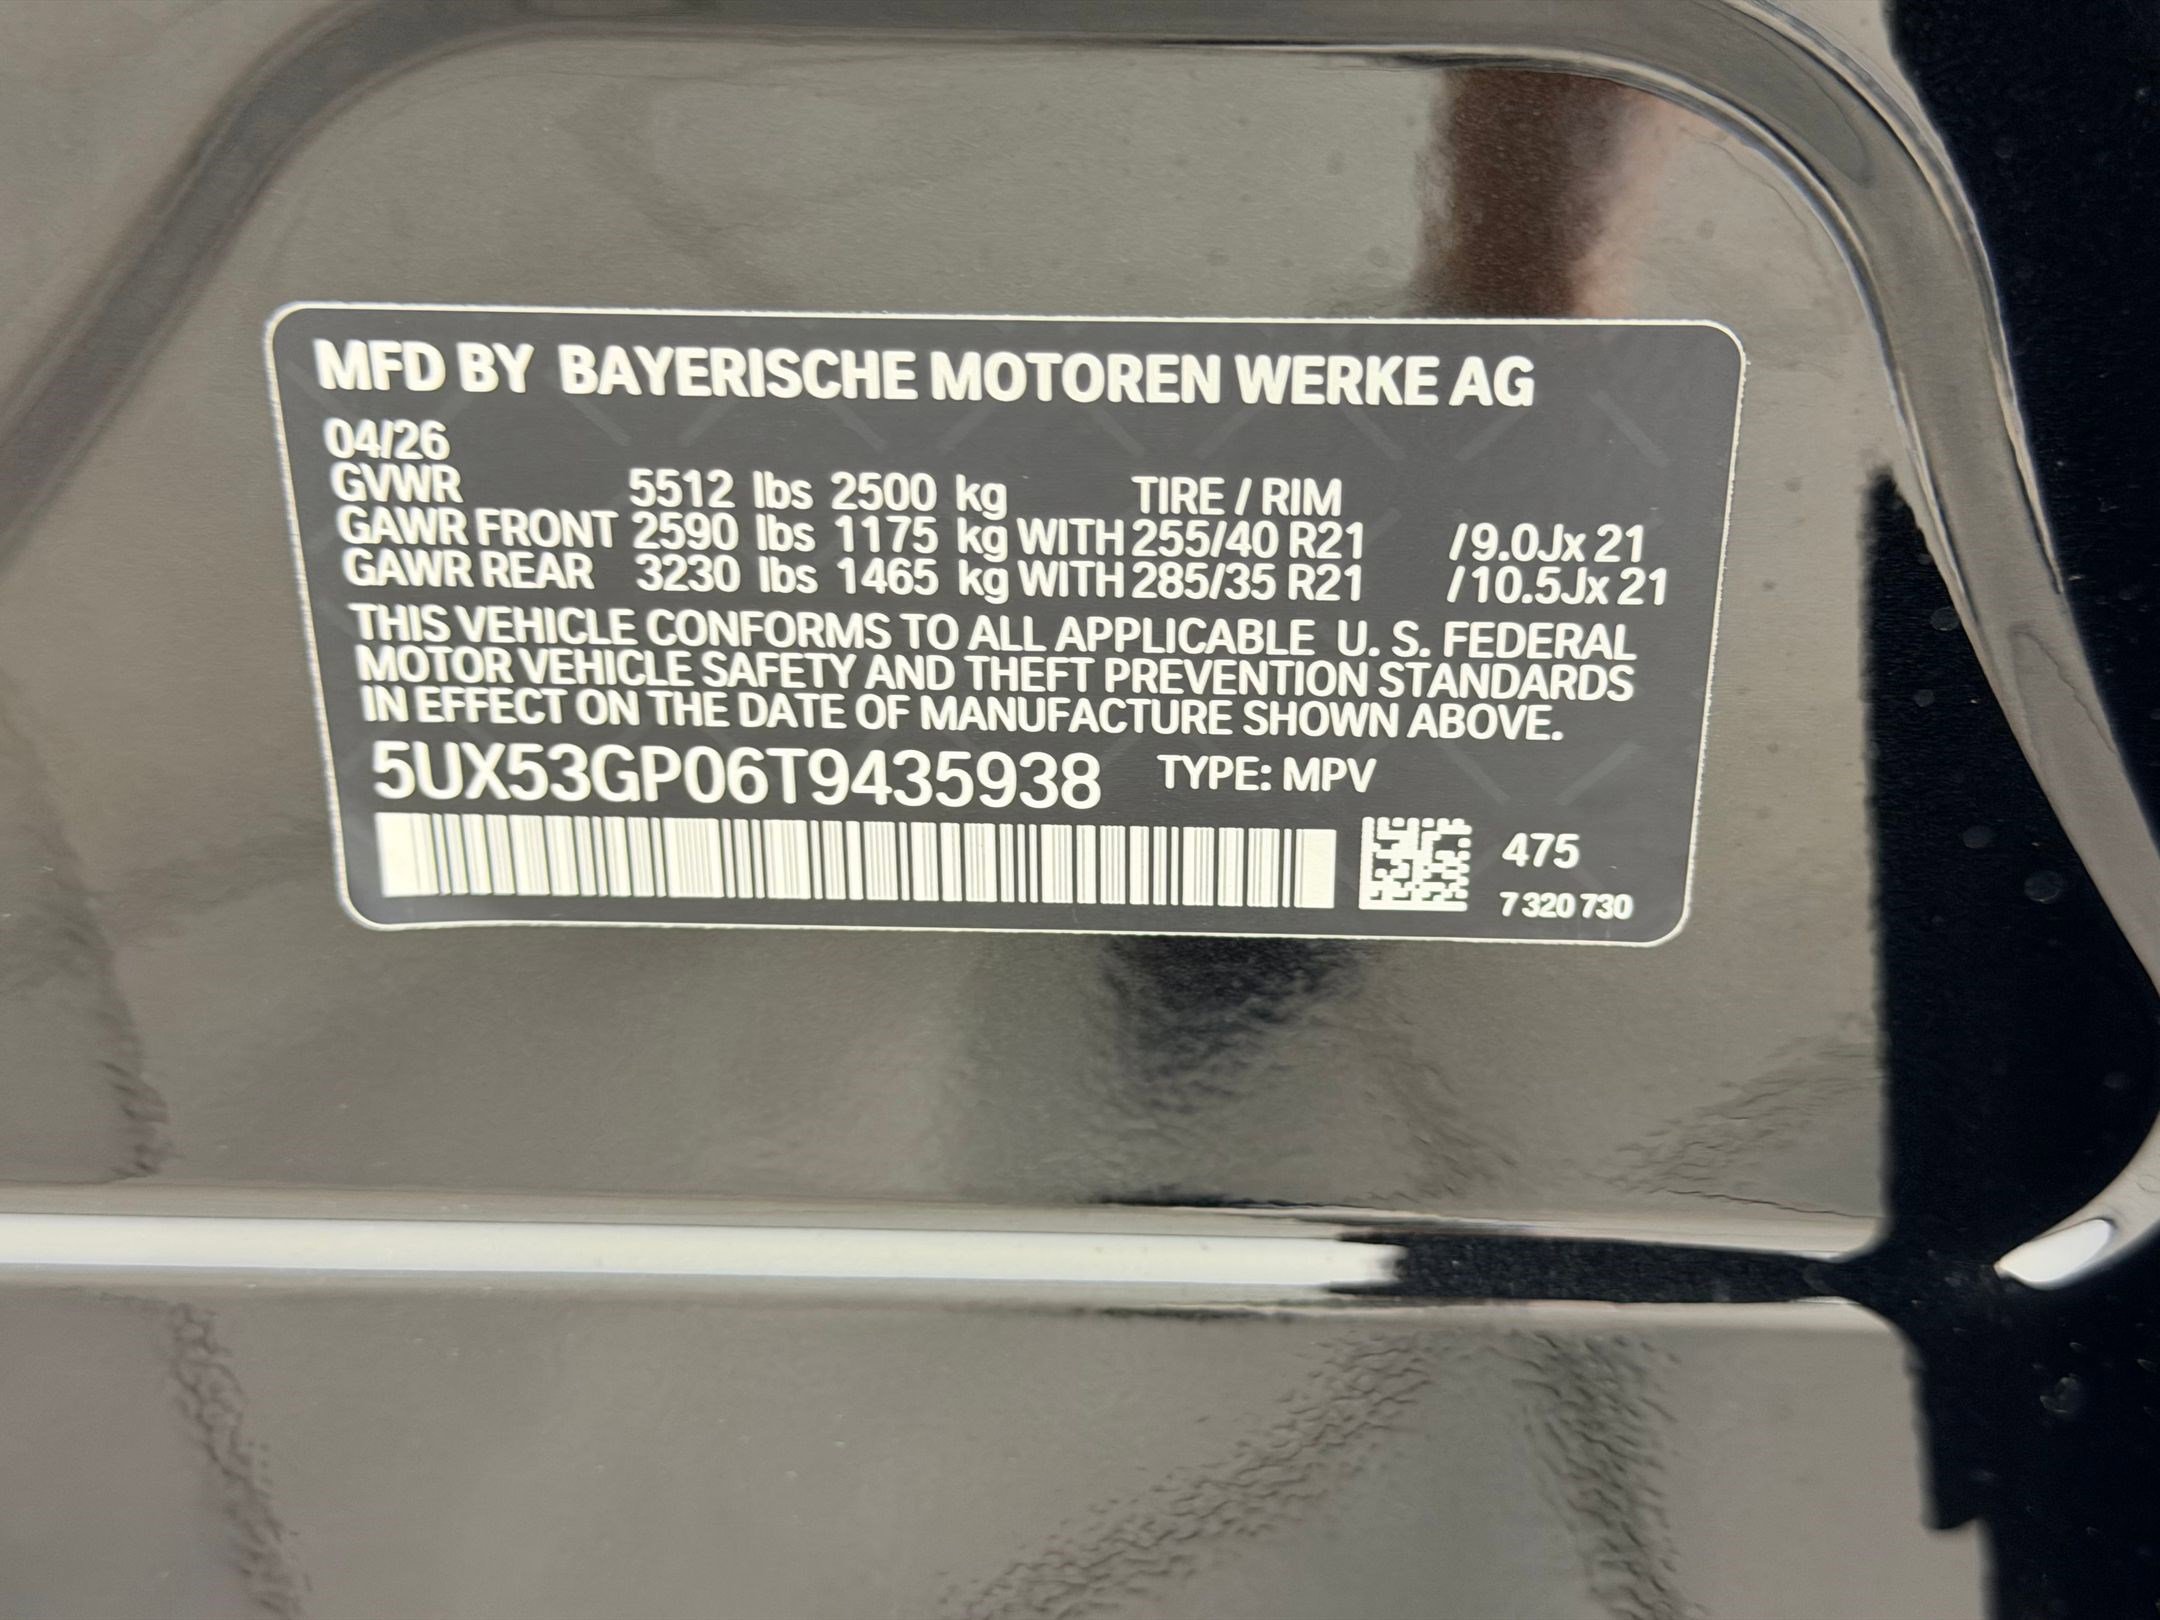 MFD BY BAYERISCHE MOTOREN WERKE AG
04/26
GVWR 5512 lbs 2500 kg TIRE / RIM
GAWR FRONT 2590 lbs 1175 kg WITH 255/40 R21 /9.0Jx 21
GAWR REAR 3230 lbs 1465 kg WITH 285/35 R21 /10.5Jx 21
THIS VEHICLE CONFORMS TO ALL APPLICABLE U. S. FEDERAL
MOTOR VEHICLE SAFETY AND THEFT PREVENTION STANDARDS
IN EFFECT ON THE DATE OF MANUFACTURE SHOWN ABOVE.
5UX53GP06T9435938 TYPE: MPV
475
7 320 730